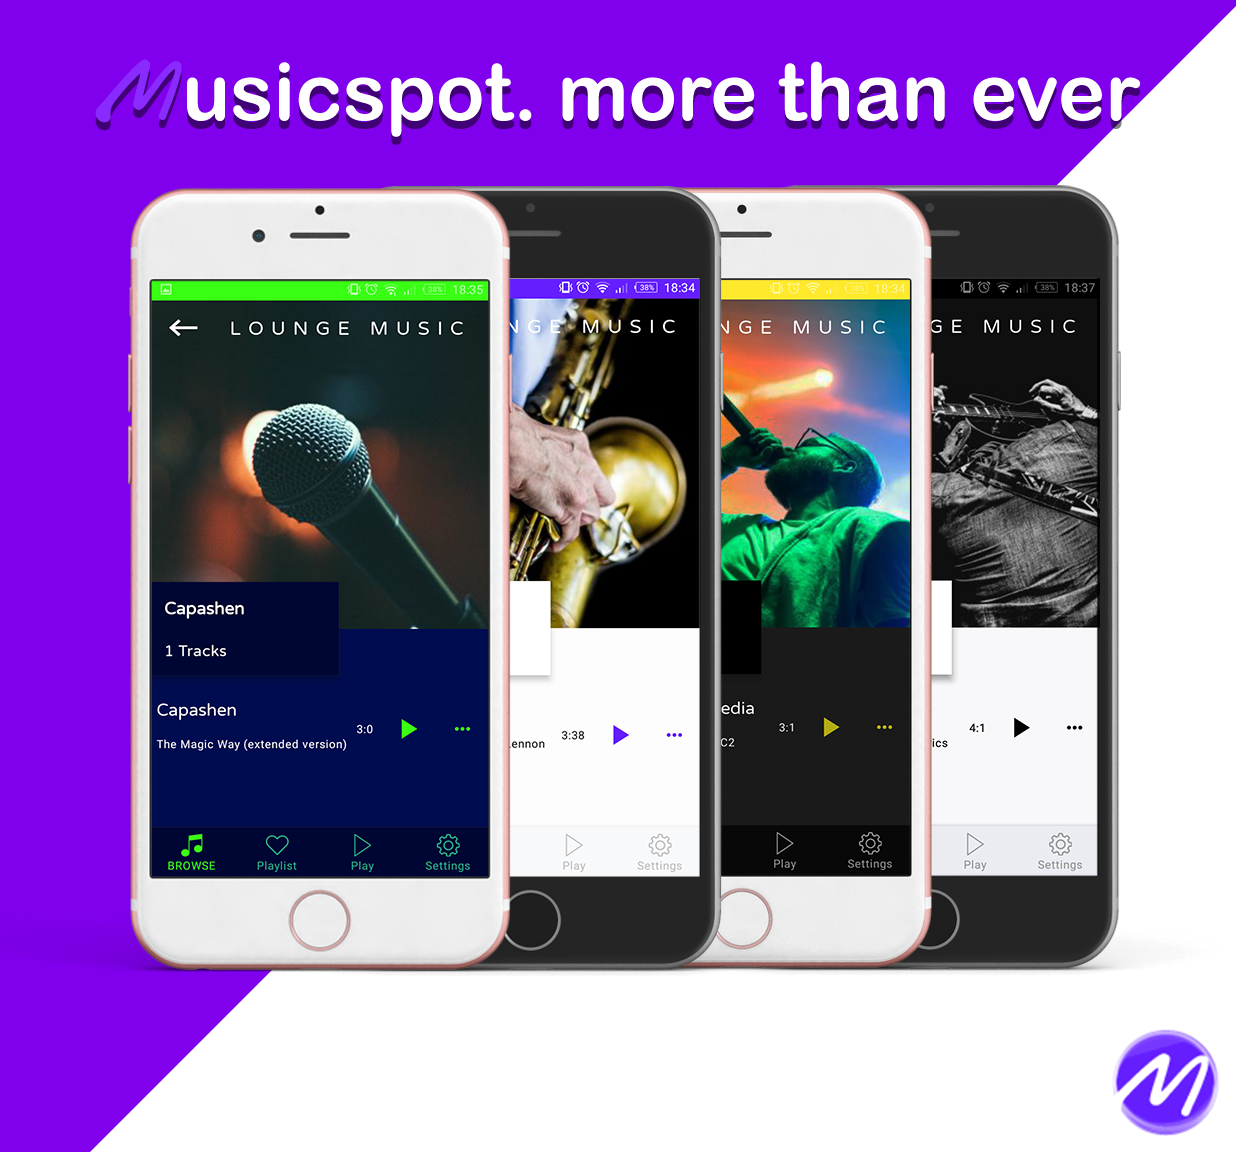 Musicspot. more than ever
38% 18:35
LOUNGE MUSIC
Capashen
1 Tracks
Capashen
The Magic Way (extended version)
3:0
BROWSE
Playlist
Play
Settings
38% 18:34
NGE MUSIC
ennon
3:38
Play
Settings
38% 18:34
NGE MUSIC
edia
C2
3:1
Play
Settings
38% 18:37
GE MUSIC
ics
4:1
Play
Settings
M